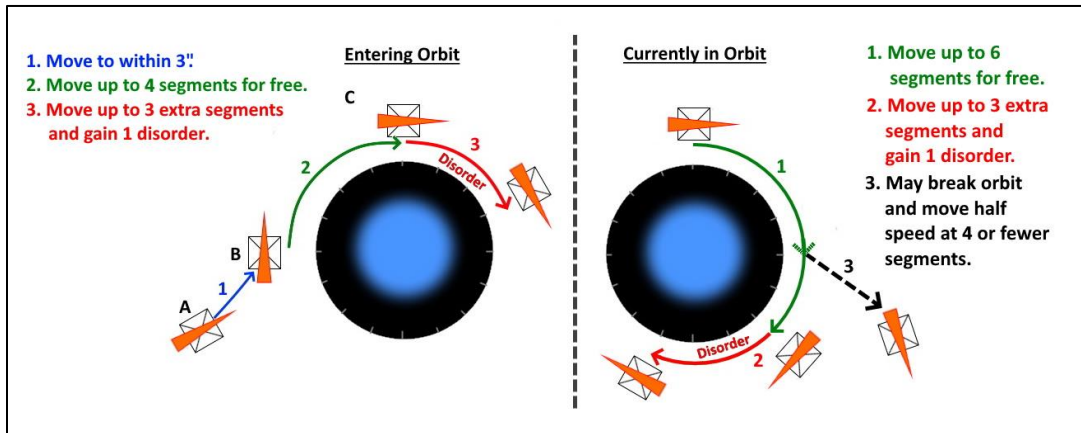 Entering Orbit
1. Move to within 3".
2. Move up to 4 segments for free.
3. Move up to 3 extra segments
and gain 1 disorder.
A
1
B
2
C
3
Disorder
Currently in Orbit
1. Move up to 6
segments for free.
2. Move up to 3 extra
segments and
gain 1 disorder.
3. May break orbit
and move half
speed at 4 or fewer
segments.
1
3
Disorder
2